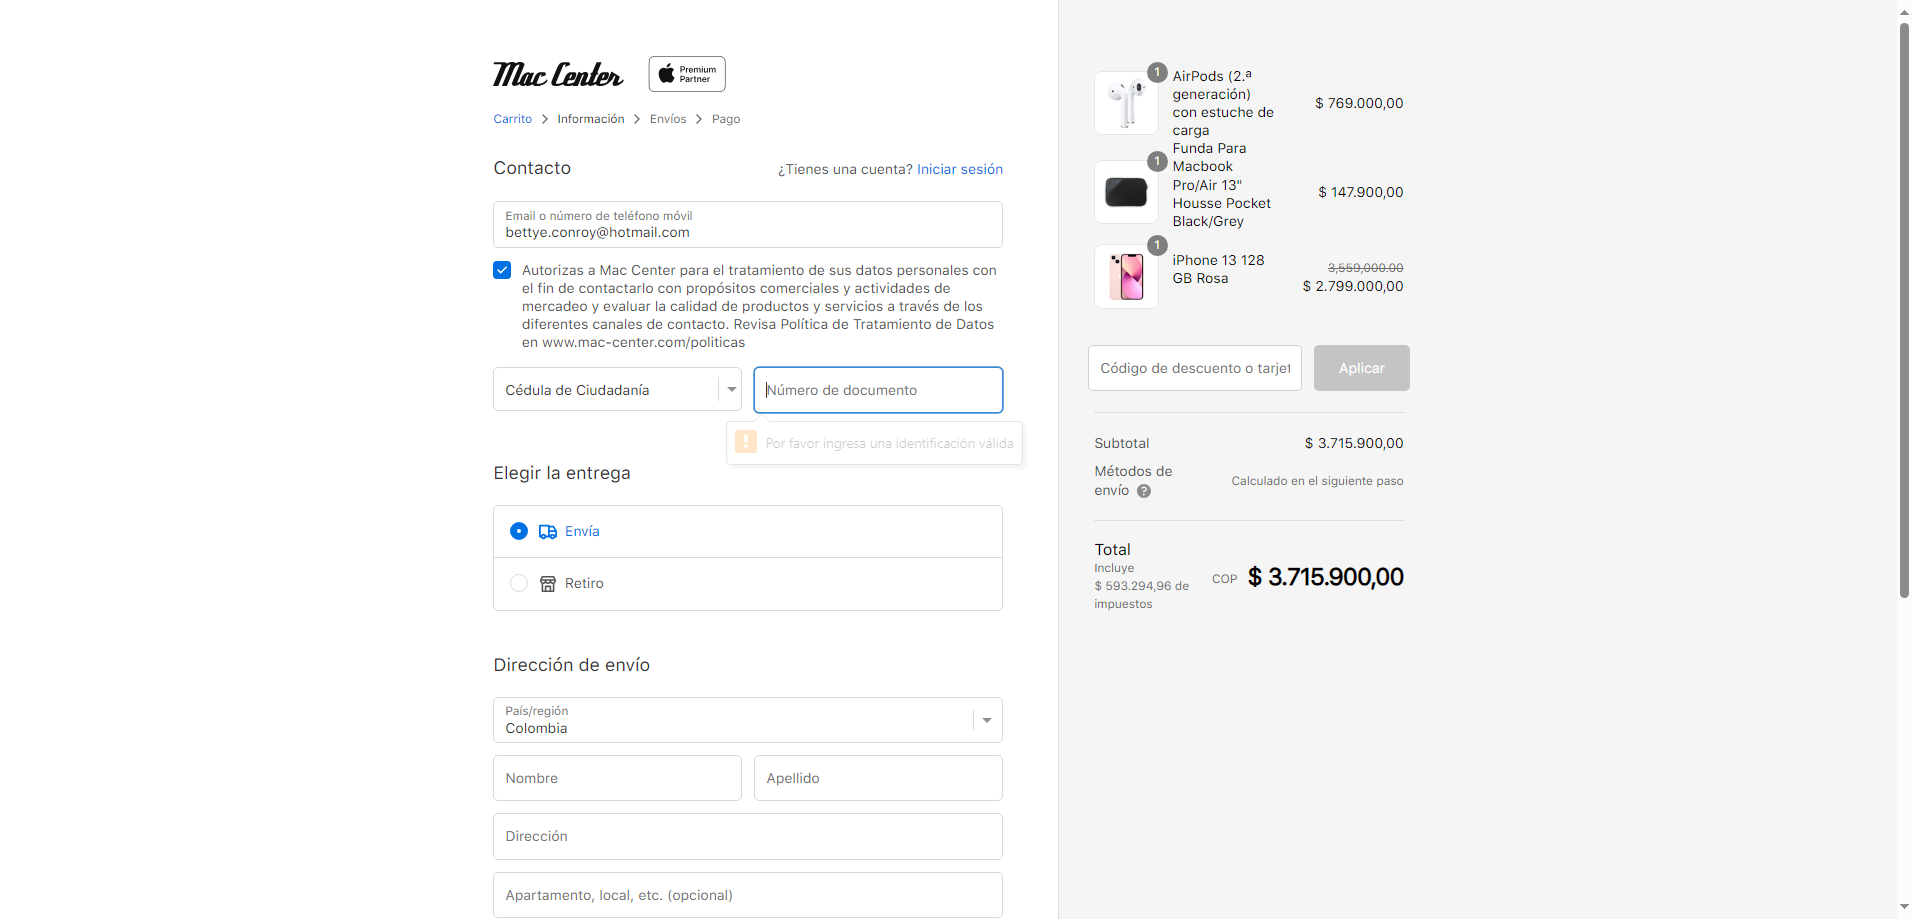 Mac Center
Premium
Partner
Carrito > Información > Envíos > Pago
Contacto
¿Tienes una cuenta? Iniciar sesión
Email o número de teléfono móvil
bettye.conroy@hotmail.com
Autorizas a Mac Center para el tratamiento de sus datos personales con
el fin de contactarlo con propósitos comerciales y actividades de
mercadeo y evaluar la calidad de productos y servicios a través de los
diferentes canales de contacto. Revisa Política de Tratamiento de Datos
en www.mac-center.com/politicas
Cédula de Ciudadanía
Número de documento
Por favor ingresa una identificación válida
Elegir la entrega
Envía
Retiro
Dirección de envío
País/región
Colombia
Nombre
Apellido
Dirección
Apartamento, local, etc. (opcional)
1
AirPods (2.ª
generación)
con estuche de
carga
$ 769.000,00
1
Funda Para
Macbook
Pro/Air 13"
Housse Pocket
Black/Grey
$ 147.900,00
1
iPhone 13 128
GB Rosa
3,559,000.00
$ 2.799.000,00
Código de descuento o tarjet
Aplicar
Subtotal
$ 3.715.900,00
Métodos de
envío ?
Calculado en el siguiente paso
Total
Incluye
$ 593.294,96 de
impuestos
COP $ 3.715.900,00